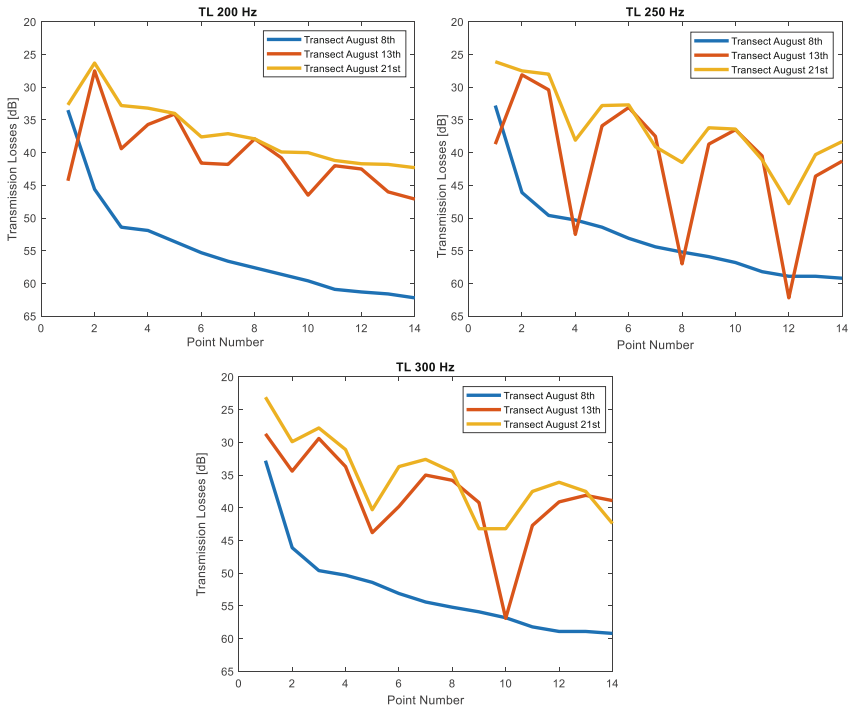 TL 200 Hz
Transmission Losses [dB]
20
25
30
35
40
45
50
55
60
65
0 2 4 6 8 10 12 14
Point Number
Transect August 8th
Transect August 13th
Transect August 21st
TL 250 Hz
Transmission Losses [dB]
20
25
30
35
40
45
50
55
60
65
0 2 4 6 8 10 12 14
Point Number
Transect August 8th
Transect August 13th
Transect August 21st
TL 300 Hz
Transmission Losses [dB]
20
25
30
35
40
45
50
55
60
65
0 2 4 6 8 10 12 14
Point Number
Transect August 8th
Transect August 13th
Transect August 21st